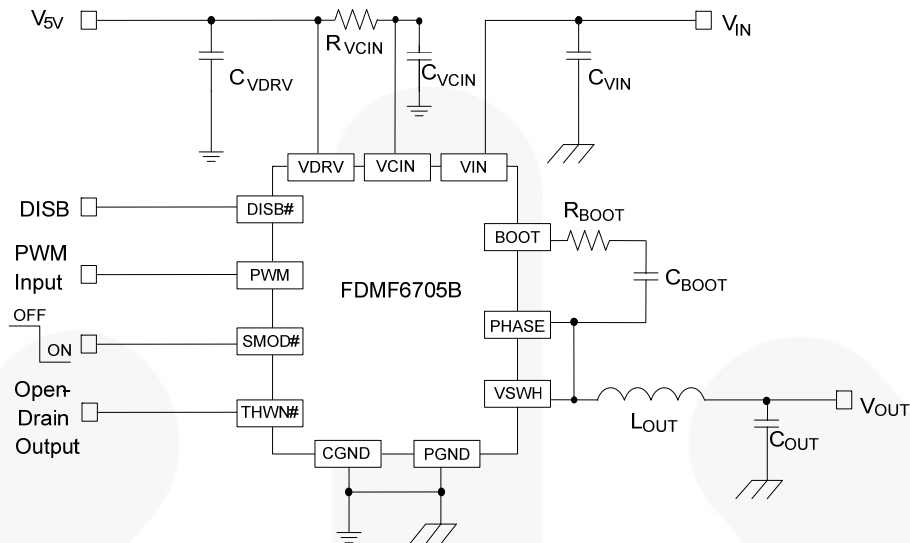 V5V
RVCIN
CVDRV
CVCIN
CVIN
VIN
VDRV
VCIN
VIN
DISB
DISB#
PWM
Input
PWM
OFF
ON
SMOD#
Open-
Drain
Output
THWN#
FDMF6705B
BOOT
RBOOT
CBOOT
PHASE
VSWH
LOUT
VOUT
COUT
CGND
PGND